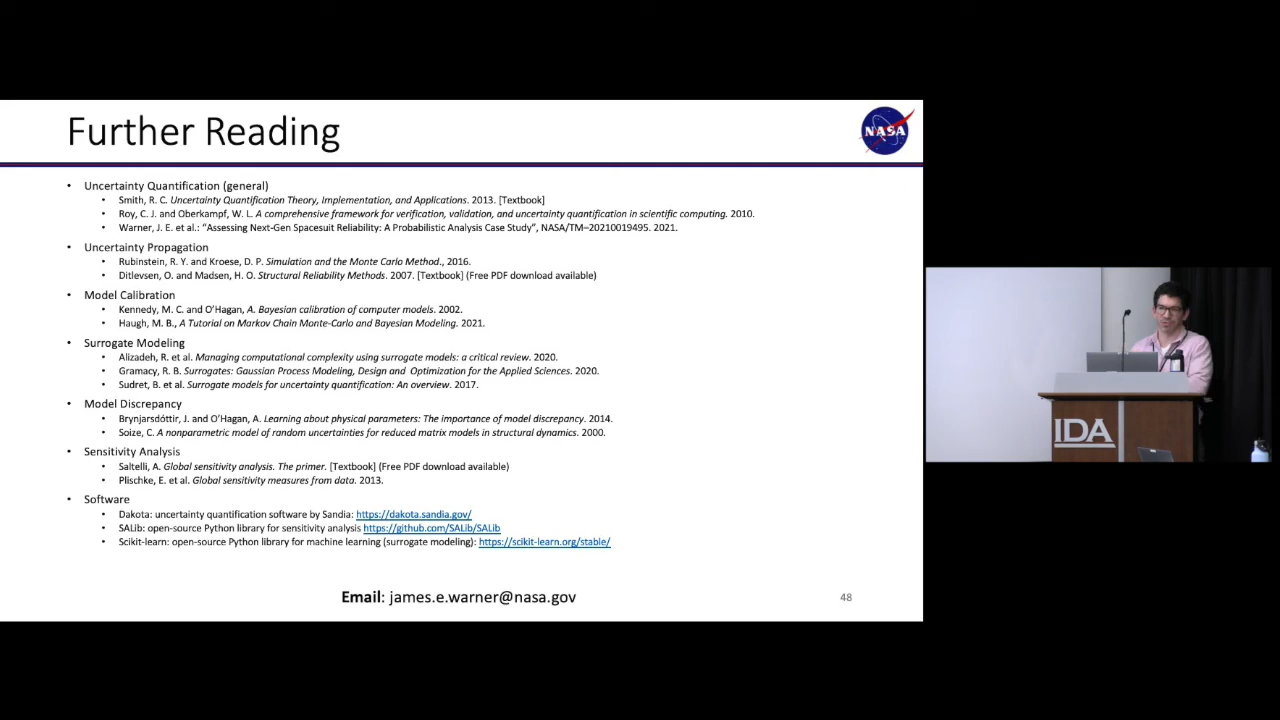 Further Reading
NASA
• Uncertainty Quantification (general)
• Smith, R. C. Uncertainty Quantification Theory, Implementation, and Applications. 2013. [Textbook]
• Roy, C. J. and Oberkampf, W. L. A comprehensive framework for verification, validation, and uncertainty quantification in scientific computing. 2010.
• Warner, J. E. et al.: “Assessing Next-Gen Spacesuit Reliability: A Probabilistic Analysis Case Study”, NASA/TM–20210019495. 2021.
• Uncertainty Propagation
• Rubinstein, R. Y. and Kroese, D. P. Simulation and the Monte Carlo Method., 2016.
• Ditlevsen, O. and Madsen, H. O. Structural Reliability Methods. 2007. [Textbook] (Free PDF download available)
• Model Calibration
• Kennedy, M. C. and O’Hagan, A. Bayesian calibration of computer models. 2002.
• Haugh, M. B., A Tutorial on Markov Chain Monte-Carlo and Bayesian Modeling. 2021.
• Surrogate Modeling
• Alizadeh, R. et al. Managing computational complexity using surrogate models: a critical review. 2020.
• Gramacy, R. B. Surrogates: Gaussian Process Modeling, Design and Optimization for the Applied Sciences. 2020.
• Sudret, B. et al. Surrogate models for uncertainty quantification: An overview. 2017.
• Model Discrepancy
• Brynjarsdóttir, J. and O’Hagan, A. Learning about physical parameters: The importance of model discrepancy. 2014.
• Soize, C. A nonparametric model of random uncertainties for reduced matrix models in structural dynamics. 2000.
• Sensitivity Analysis
• Saltelli, A. Global sensitivity analysis. The primer. [Textbook] (Free PDF download available)
• Plischke, E. et al. Global sensitivity measures from data. 2013.
• Software
• Dakota: uncertainty quantification software by Sandia: https://dakota.sandia.gov/
• SALib: open-source Python library for sensitivity analysis https://github.com/SALib/SALib
• Scikit-learn: open-source Python library for machine learning (surrogate modeling): https://scikit-learn.org/stable/
Email: james.e.warner@nasa.gov
48
IDA